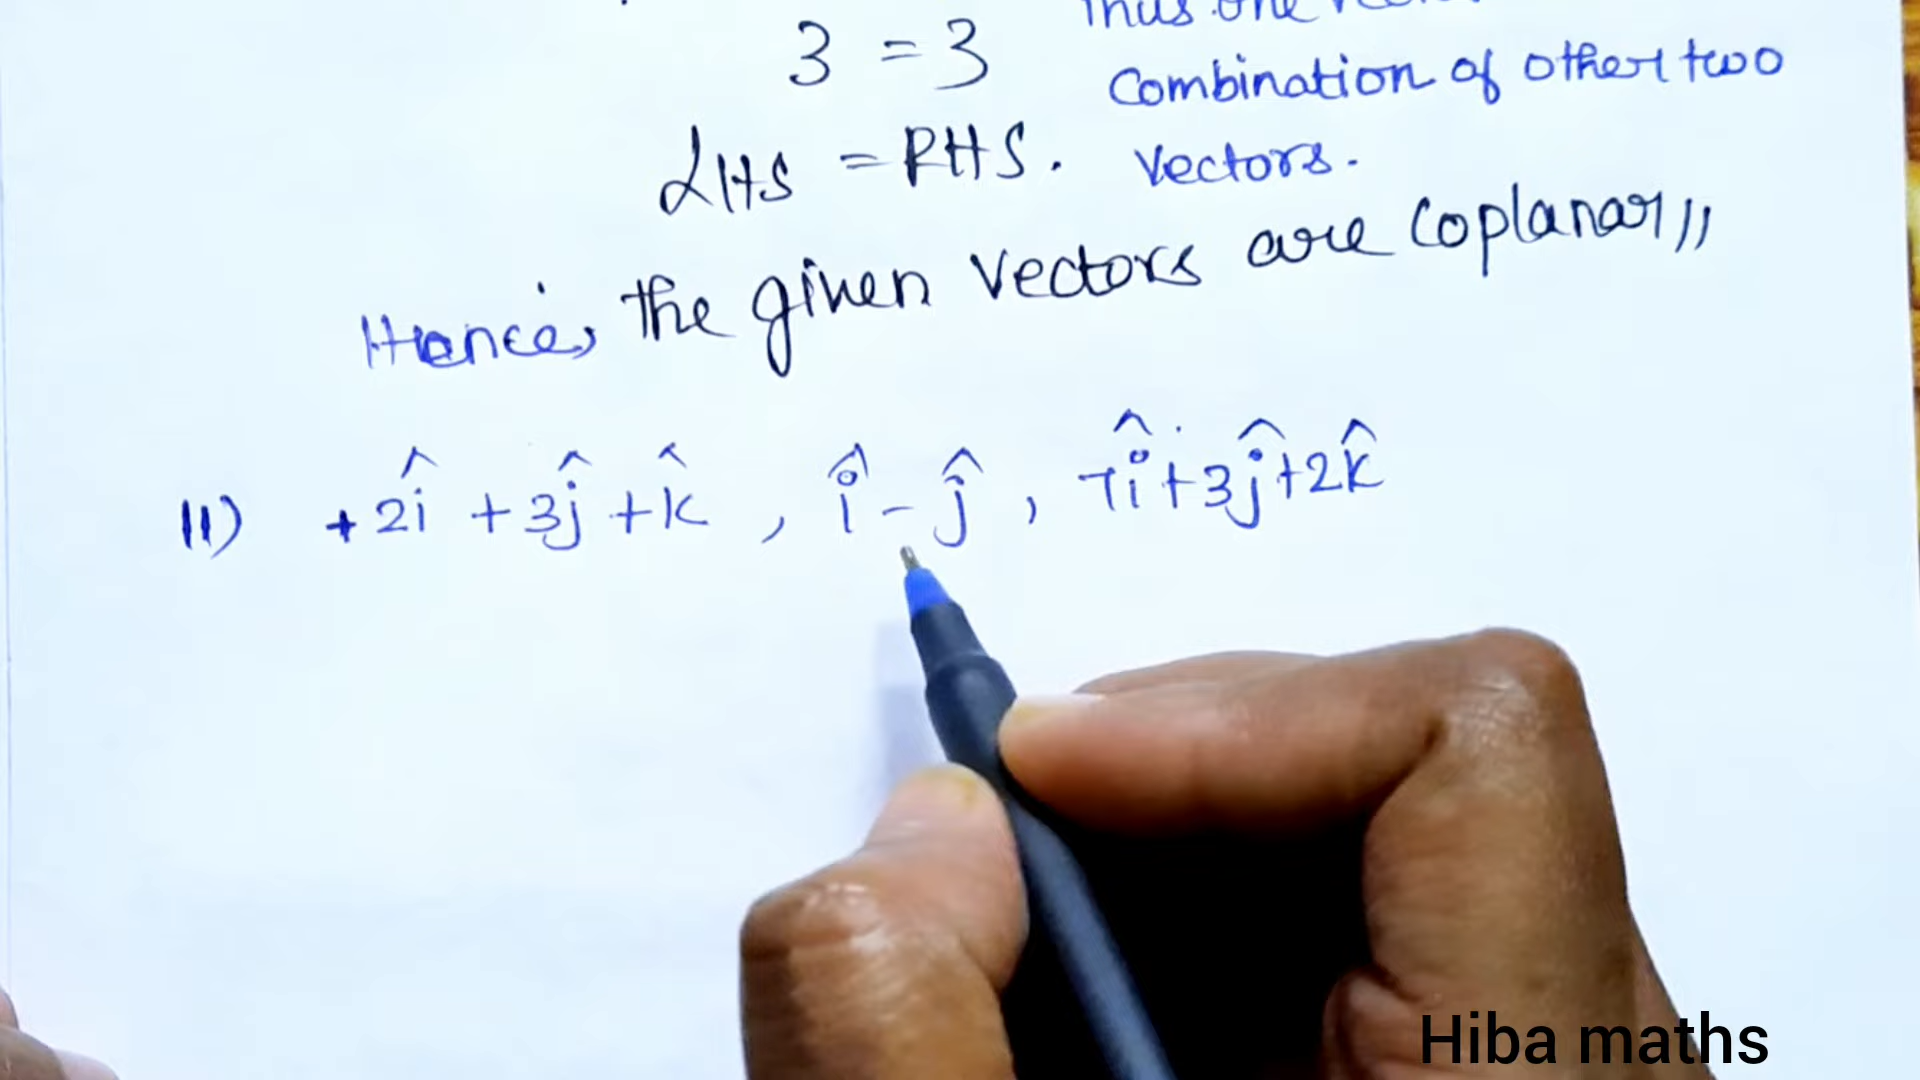 3 = 3
Thus one
Combination of other two
LHS = RHS.
Vectors.
Hence, the given vectors are coplanar//
11) +2î + 3ĵ + k̂ , î - ĵ , 7î+3ĵ+2k̂
Hiba maths